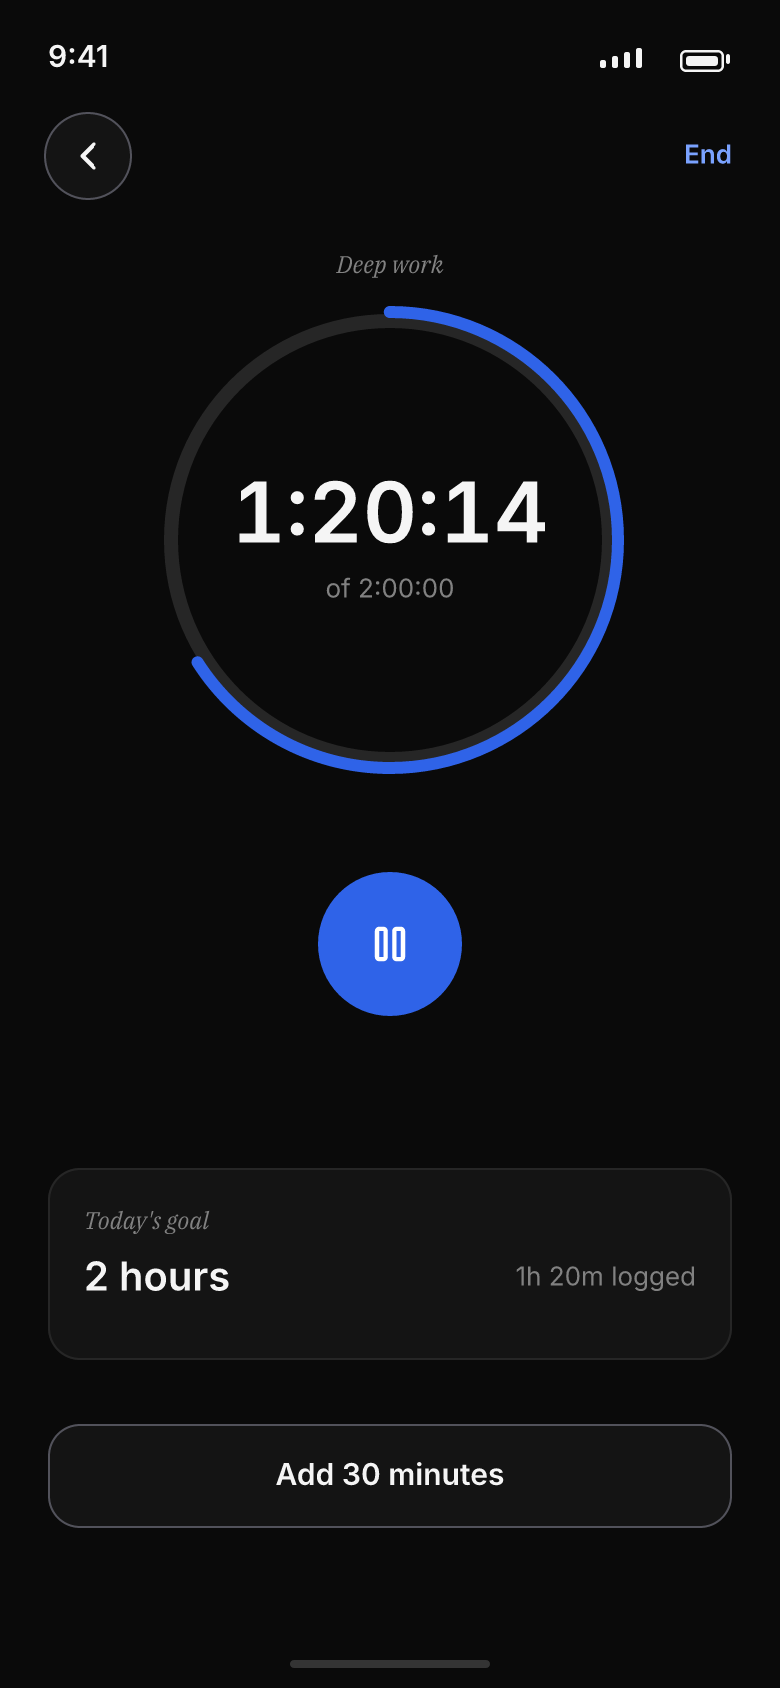 9:41
End
Deep work
1:20:14
of 2:00:00
Today's goal
2 hours
1h 20m logged
Add 30 minutes